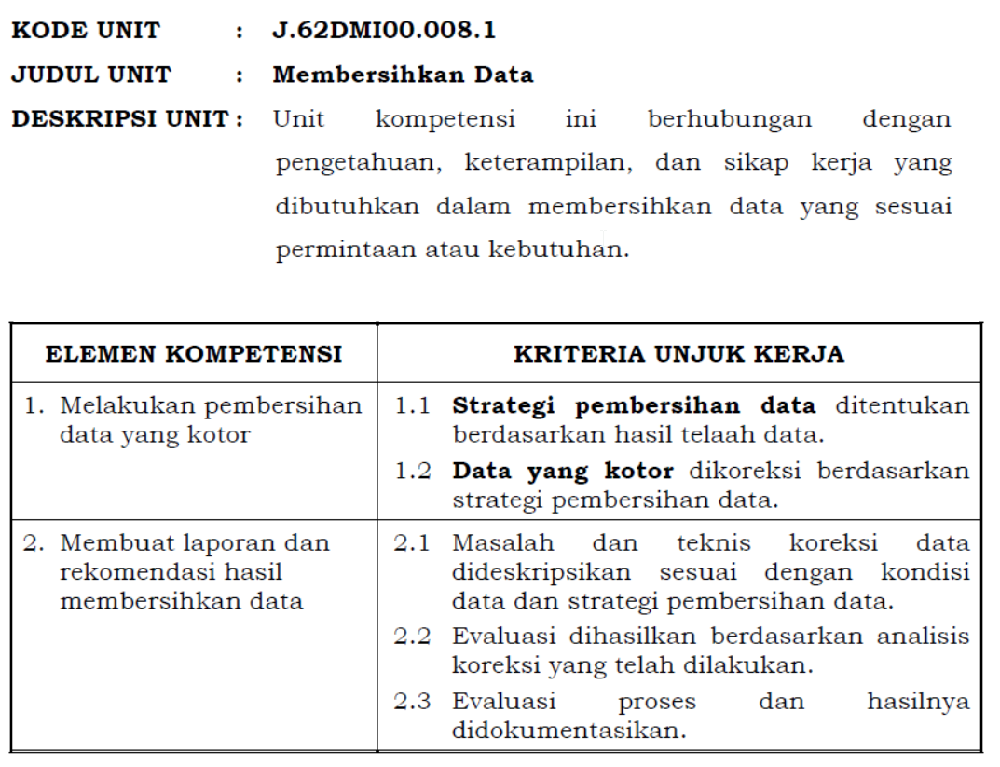 KODE UNIT : J.62DMI00.008.1
JUDUL UNIT : Membersihkan Data
DESKRIPSI UNIT : Unit kompetensi ini berhubungan dengan
pengetahuan, keterampilan, dan sikap kerja yang
dibutuhkan dalam membersihkan data yang sesuai
permintaan atau kebutuhan.
ELEMEN KOMPETENSI
KRITERIA UNJUK KERJA
1. Melakukan pembersihan
data yang kotor
1.1 Strategi pembersihan data ditentukan
berdasarkan hasil telaah data.
1.2 Data yang kotor dikoreksi berdasarkan
strategi pembersihan data.
2. Membuat laporan dan
rekomendasi hasil
membersihkan data
2.1 Masalah dan teknis koreksi data
dideskripsikan sesuai dengan kondisi
data dan strategi pembersihan data.
2.2 Evaluasi dihasilkan berdasarkan analisis
koreksi yang telah dilakukan.
2.3 Evaluasi proses dan hasilnya
didokumentasikan.